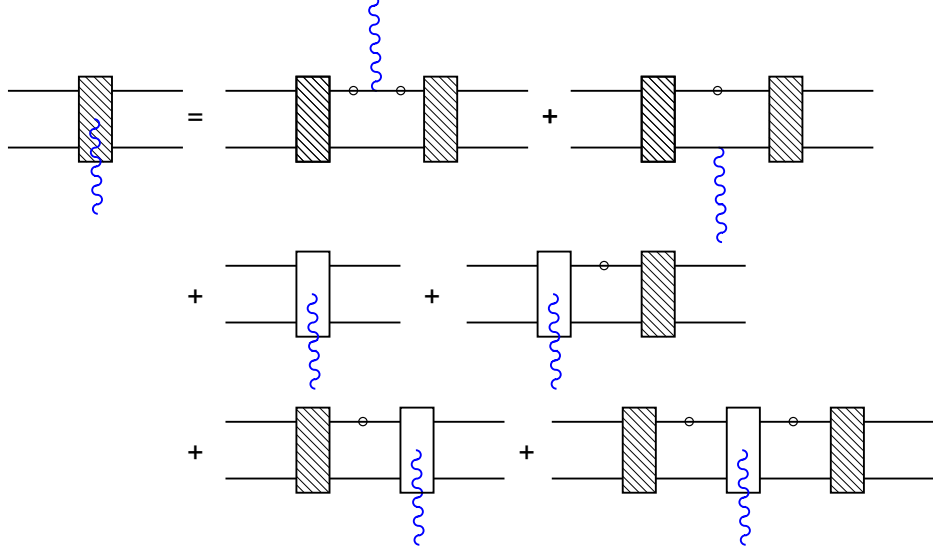 = +
+ +
+ +